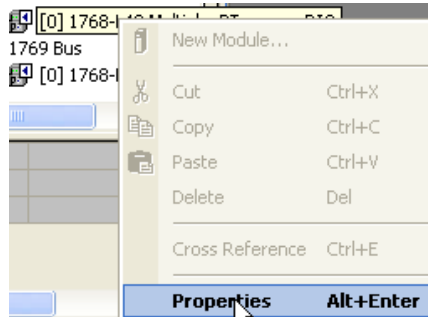 [0] 1768-
1769 Bus
[0] 1768-
New Module...
Cut Ctrl+X
Copy Ctrl+C
Paste Ctrl+V
Delete Del
Cross Reference Ctrl+E
Properties Alt+Enter